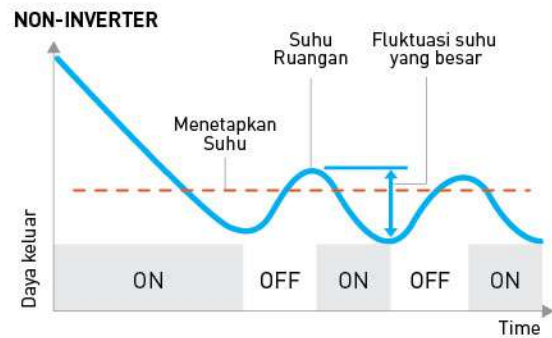 NON-INVERTER
Suhu
Ruangan
Fluktuasi suhu
yang besar
Menetapkan
Suhu
Daya keluar
ON
OFF
ON
OFF
ON
Time